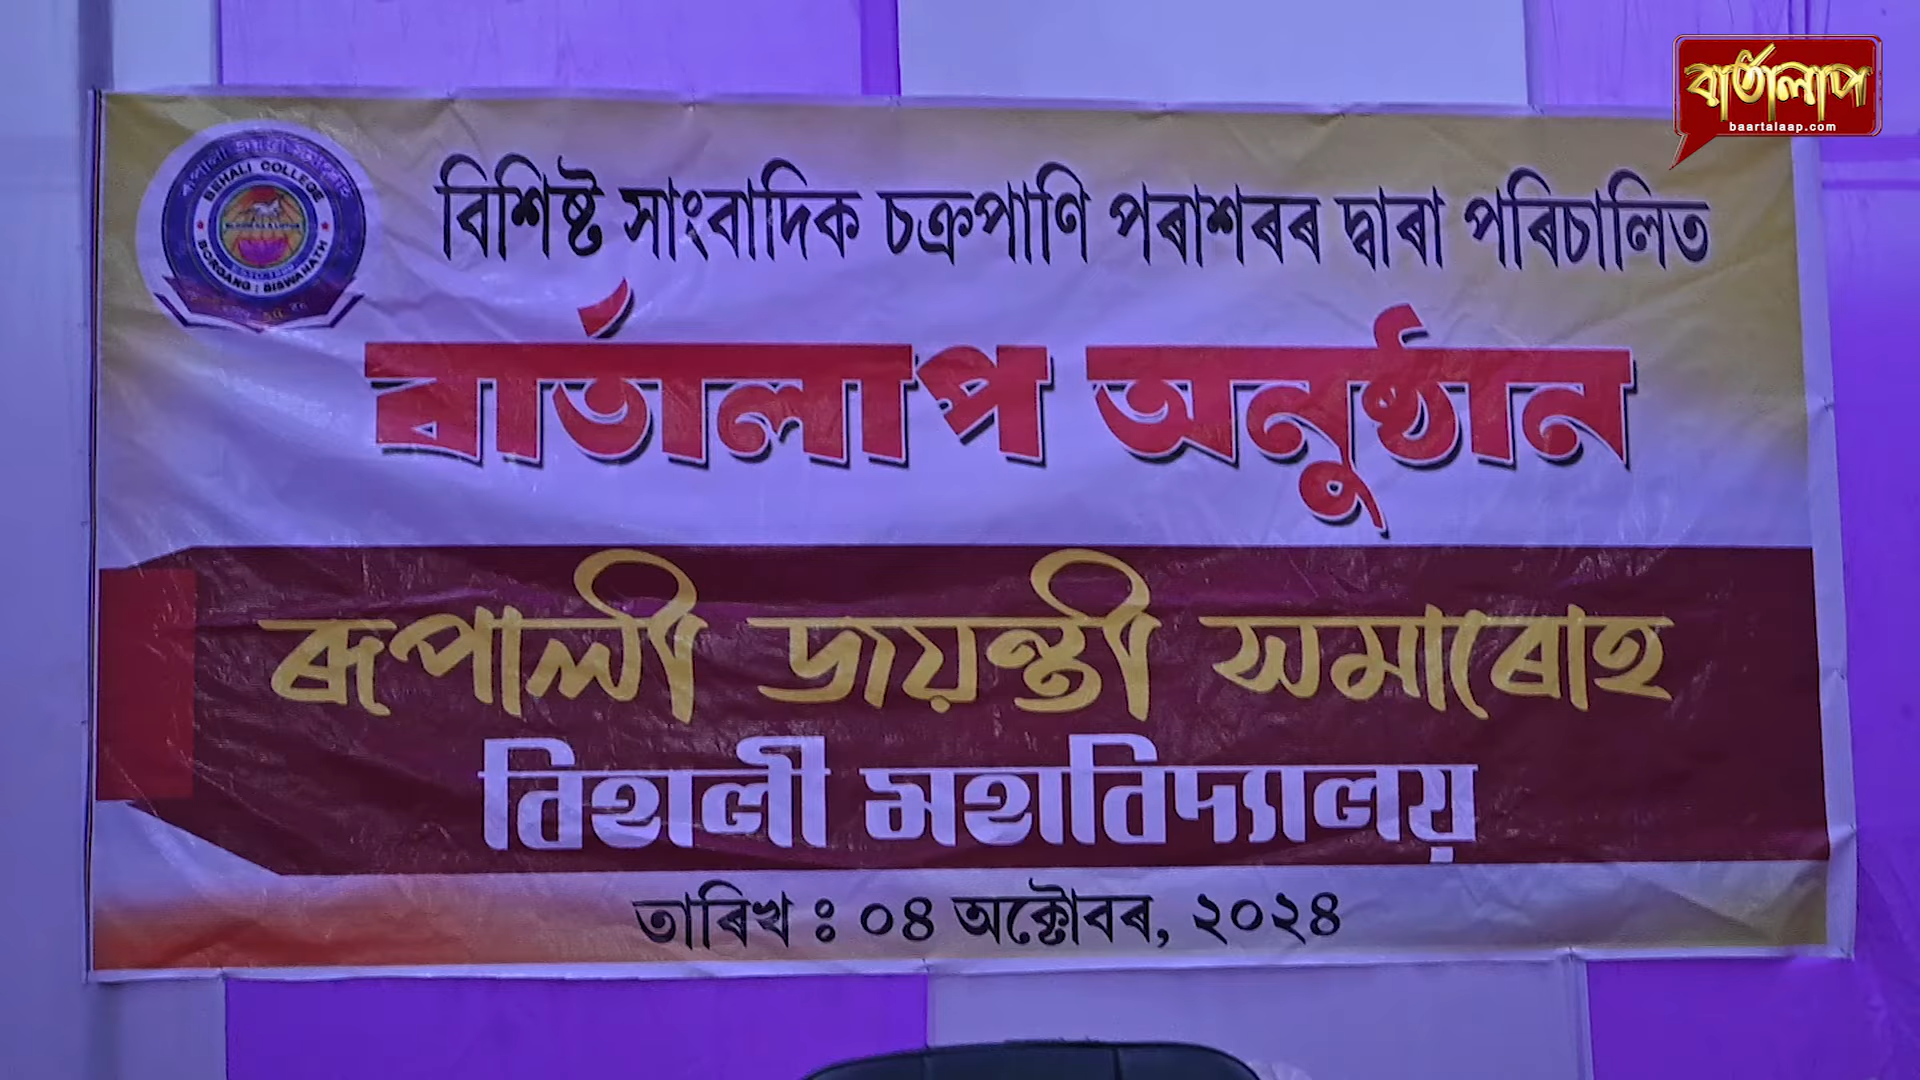 বাৰ্তালাপ
baartalaap.com
BEHALI COLLEGE
BORGANG : BISWANATH
বিশিষ্ট সাংবাদিক চক্ৰপাণি পৰাশৰৰ দ্বাৰা পৰিচালিত
বাৰ্তালাপ অনুষ্ঠান
ৰূপালী জয়ন্তী সমাৰোহ
বিহালী মহাবিদ্যালয়
তাৰিখ : ০৪ অক্টোবৰ, ২০২৪